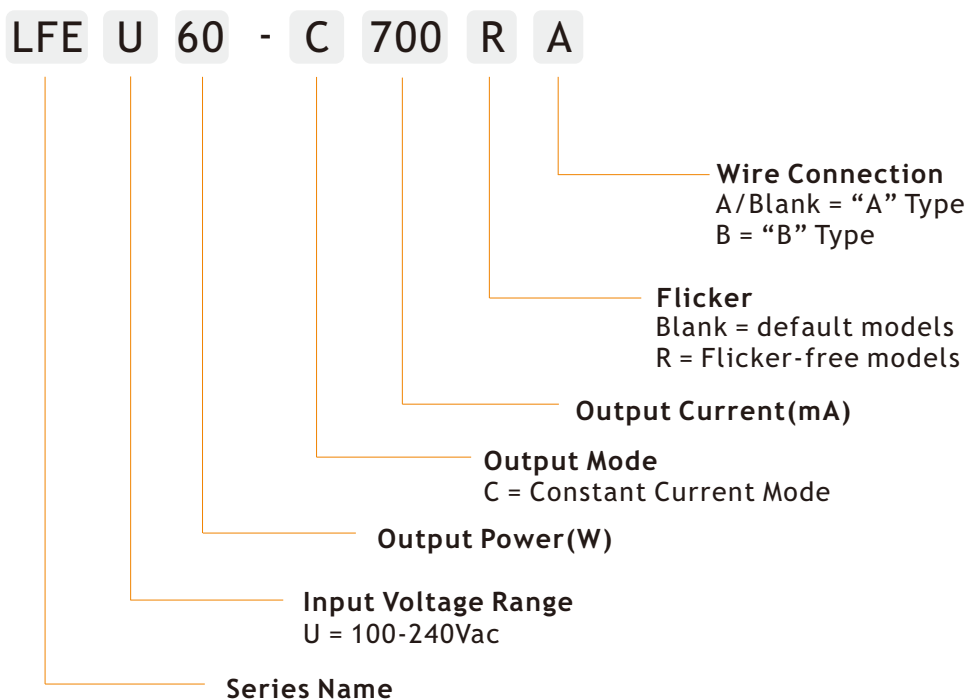 LFE U 60 - C 700 R A
Wire Connection
A/Blank = “A” Type
B = “B” Type
Flicker
Blank = default models
R = Flicker-free models
Output Current(mA)
Output Mode
C = Constant Current Mode
Output Power(W)
Input Voltage Range
U = 100-240Vac
Series Name